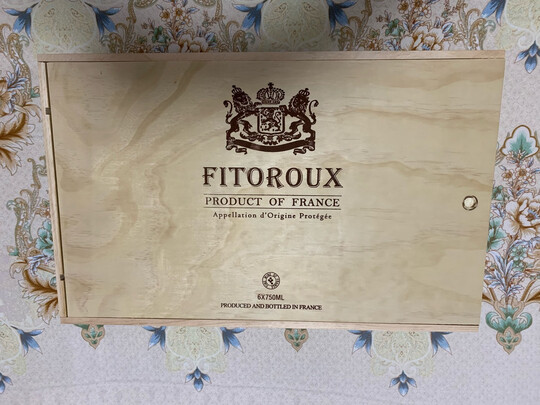 FITOROUX
PRODUCT OF FRANCE
Appellation d'Origine Protégée
6X750ML
PRODUCED AND BOTTLED IN FRANCE